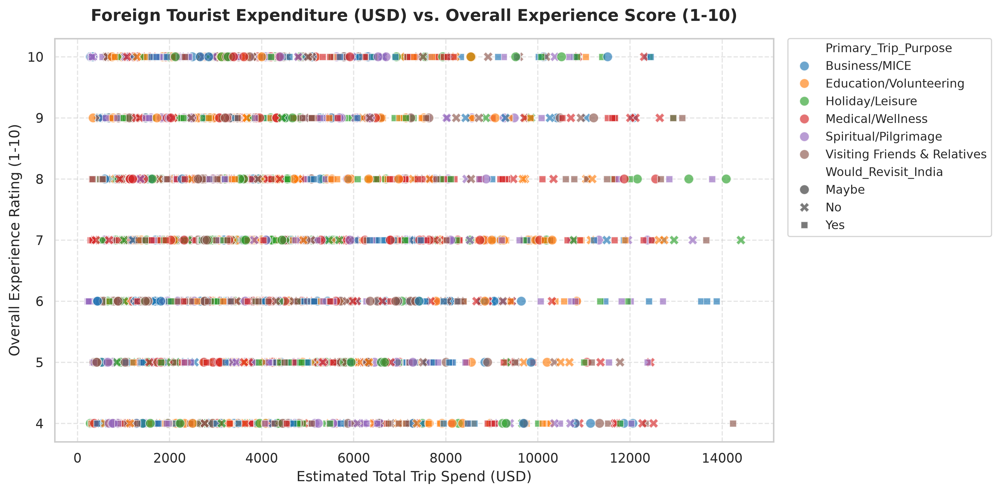 Foreign Tourist Expenditure (USD) vs. Overall Experience Score (1-10)
Overall Experience Rating (1-10)
10
9
8
7
6
5
4
0 2000 4000 6000 8000 10000 12000 14000
Estimated Total Trip Spend (USD)
Primary_Trip_Purpose
Business/MICE
Education/Volunteering
Holiday/Leisure
Medical/Wellness
Spiritual/Pilgrimage
Visiting Friends & Relatives
Would_Revisit_India
Maybe
No
Yes